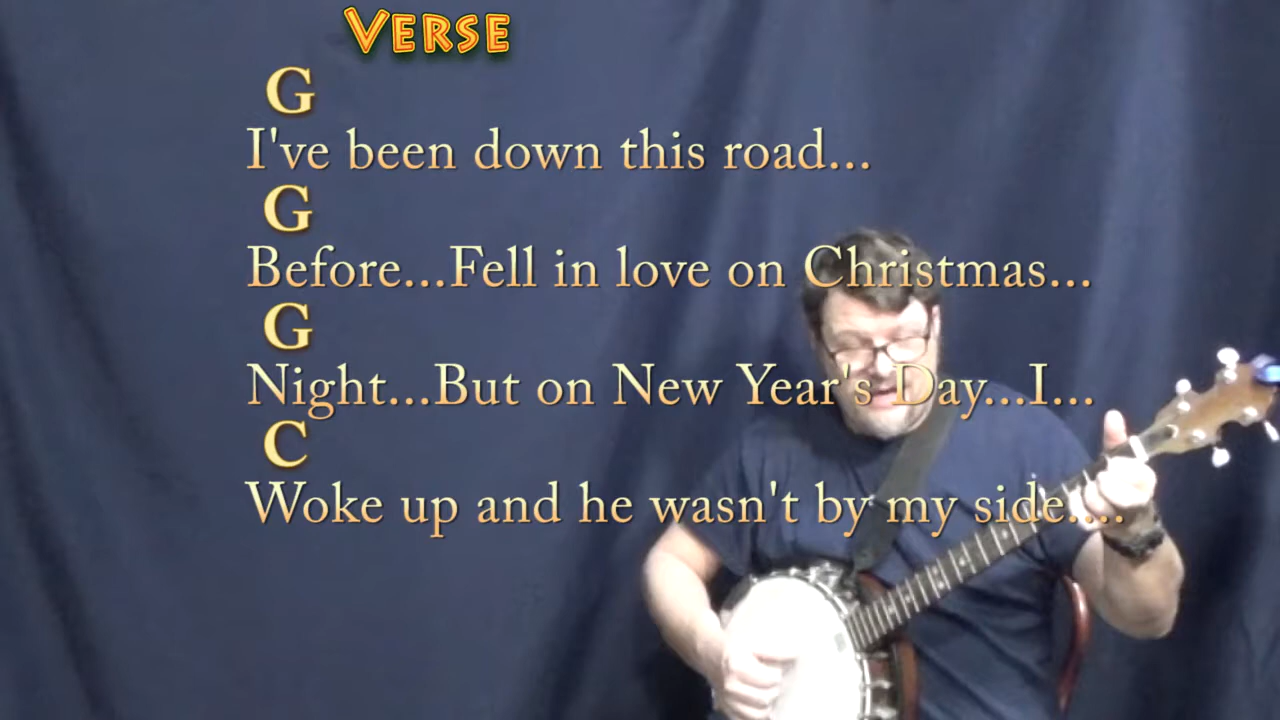 VERSE
G
I've been down this road...
G
Before...Fell in love on Christmas...
G
Night...But on New Year's Day...I...
C
Woke up and he wasn't by my side....